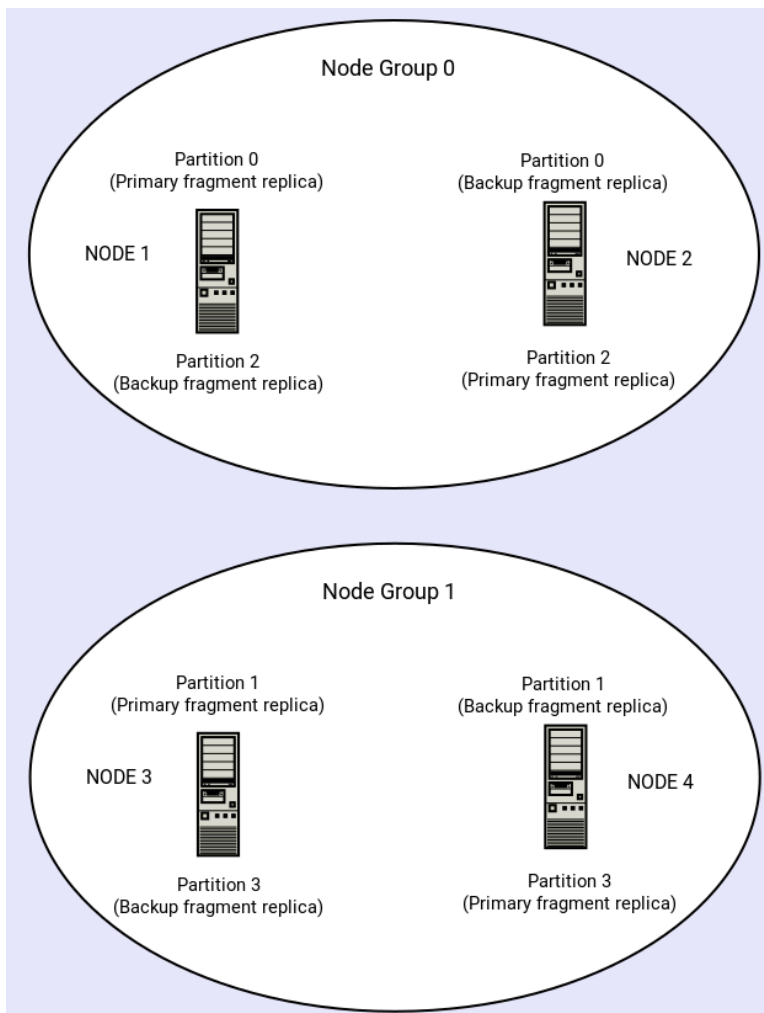 Node Group 0
Partition 0
(Primary fragment replica)
Partition 0
(Backup fragment replica)
NODE 1
NODE 2
Partition 2
(Backup fragment replica)
Partition 2
(Primary fragment replica)
Node Group 1
Partition 1
(Primary fragment replica)
Partition 1
(Backup fragment replica)
NODE 3
NODE 4
Partition 3
(Backup fragment replica)
Partition 3
(Primary fragment replica)